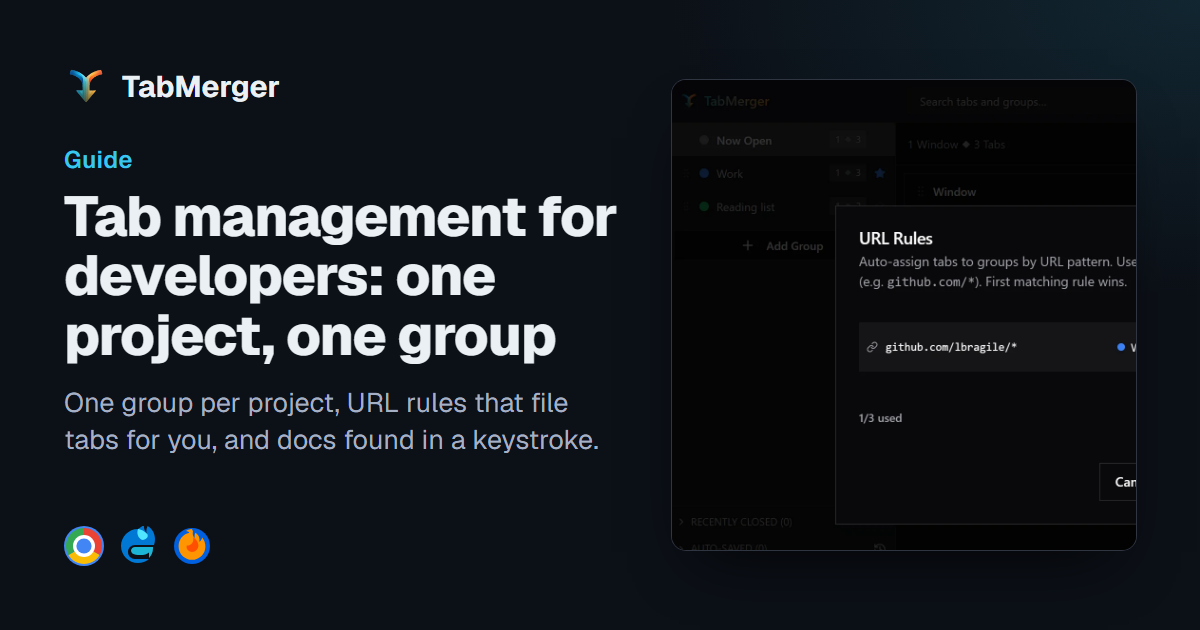 TabMerger
Guide
Tab management for
developers: one
project, one group
One group per project, URL rules that file
tabs for you, and docs found in a keystroke.
TabMerger
Search tabs and groups...
Now Open
1 ◆ 3
1 Window ◆ 3 Tabs
Work
1 ◆ 3
Window
Reading list
+ Add Group
URL Rules
Auto-assign tabs to groups by URL pattern. Use
(e.g. github.com/*). First matching rule wins.
github.com/lbragile/*
1/3 used
RECENTLY CLOSED (0)
AUTO-SAVED (0)